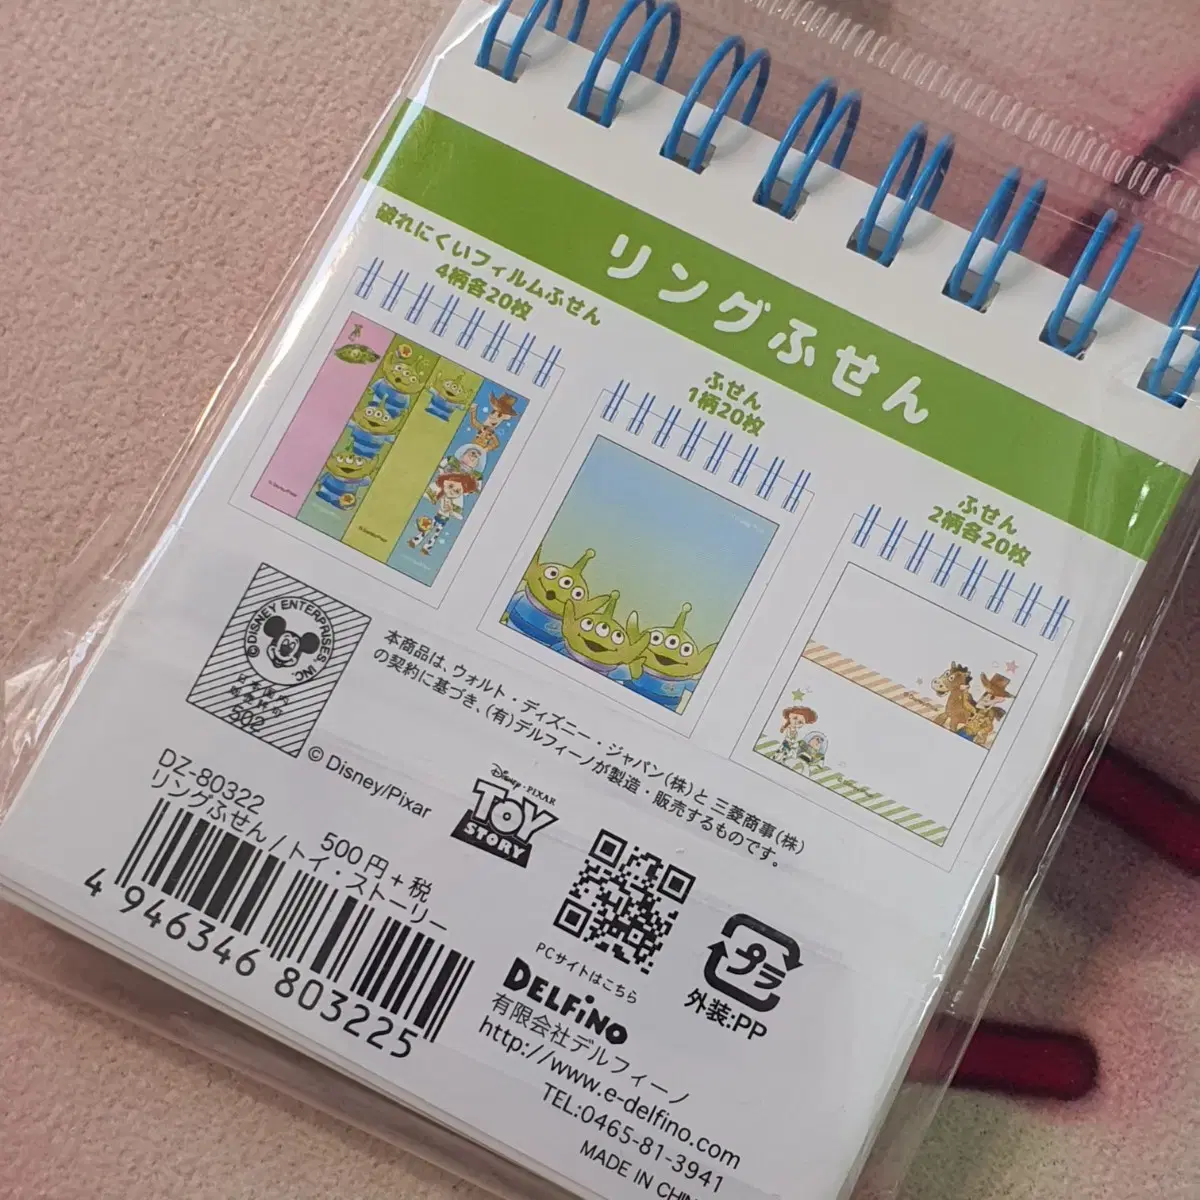 リングふせん
破れにくいフィルムふせん
4柄各20枚
ふせん
1柄20枚
ふせん
2柄各20枚
©DISNEY ENTERPRISES, INC.
日本国内
502
本商品は、ウォルト・ディズニー・ジャパン(株)と三菱商事(株)
の契約に基づき、(有)デルフィーノが製造・販売するものです。
© Disney/Pixar
Disney・PIXAR
TOY
STORY
DZ-80322
リングふせん/トイ・ストーリー
500円+税
4 946346 803225
PCサイトはこちら
DELFiNO
有限会社デルフィーノ
http://www.e-delfino.com
TEL:0465-81-3941
MADE IN CHIN
プラ
外装:PP